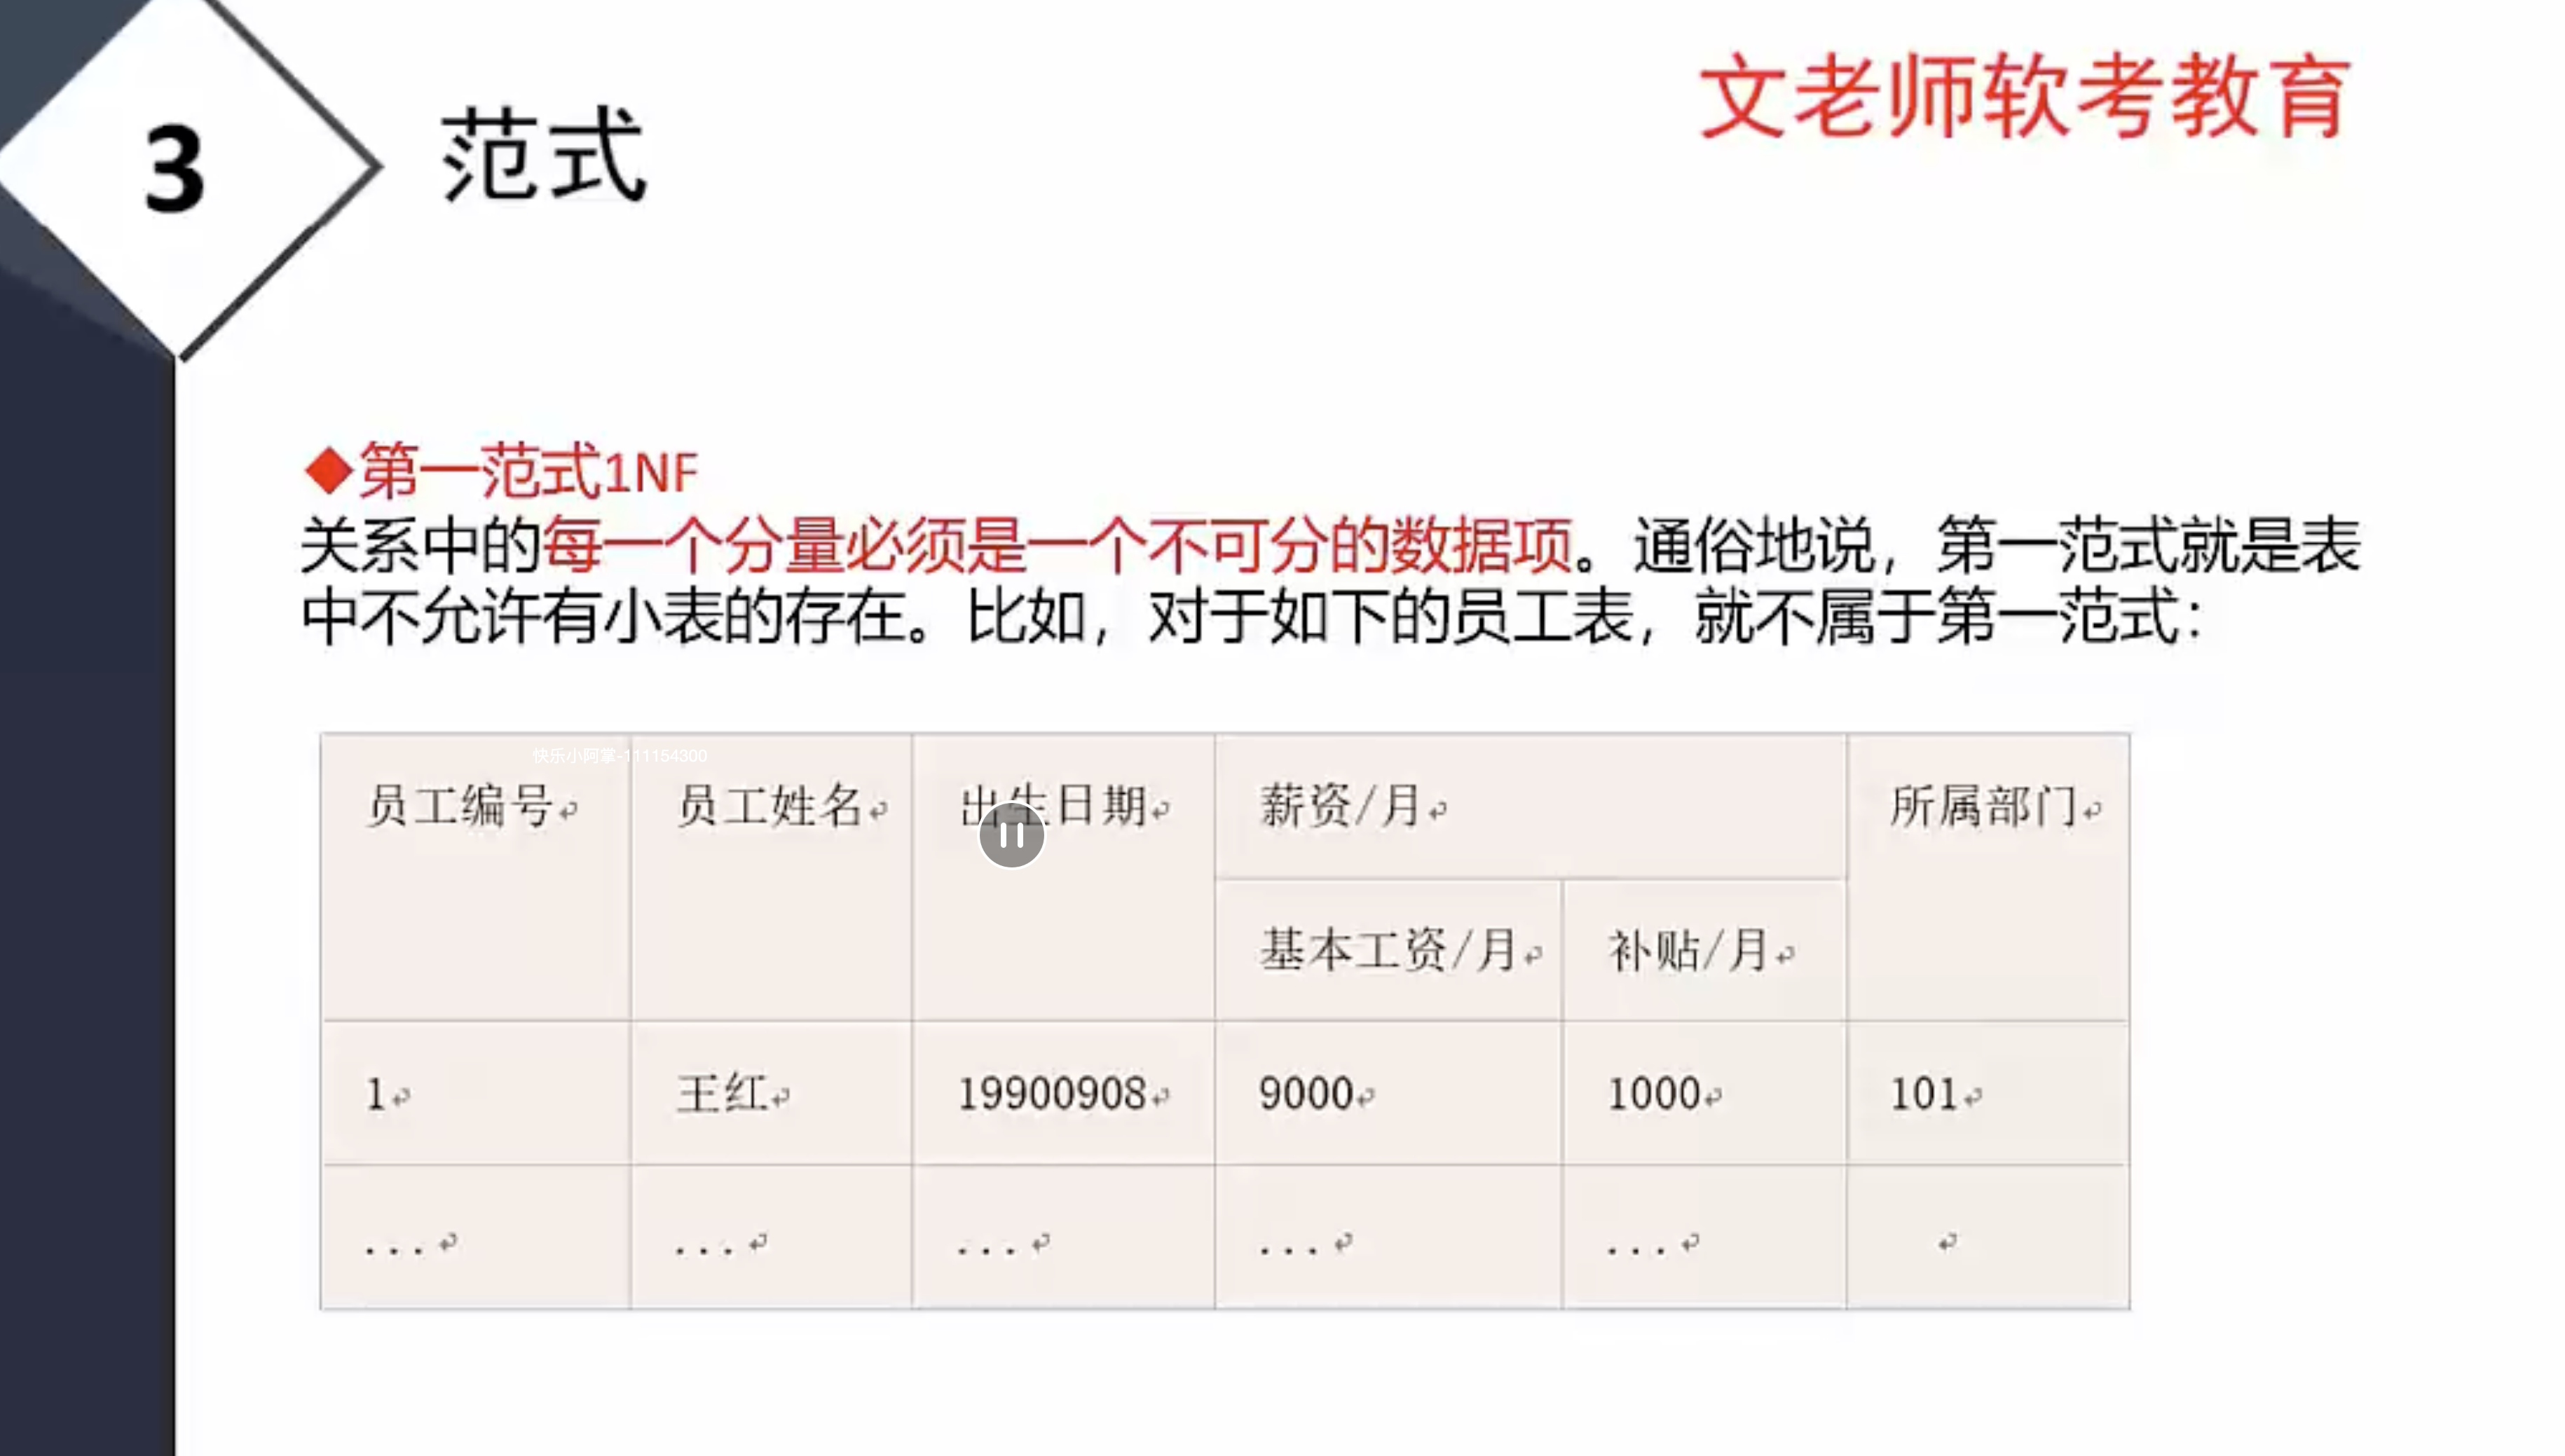 3
范式
文老师软考教育
◆第一范式1NF
关系中的每一个分量必须是一个不可分的数据项。通俗地说，第一范式就是表
中不允许有小表的存在。比如，对于如下的员工表，就不属于第一范式：
快乐小阿掌-111154300
员工编号 员工姓名 出生日期 薪资/月 所属部门
基本工资/月 补贴/月
1 王红 19900908 9000 1000 101
... ... ... ... ...